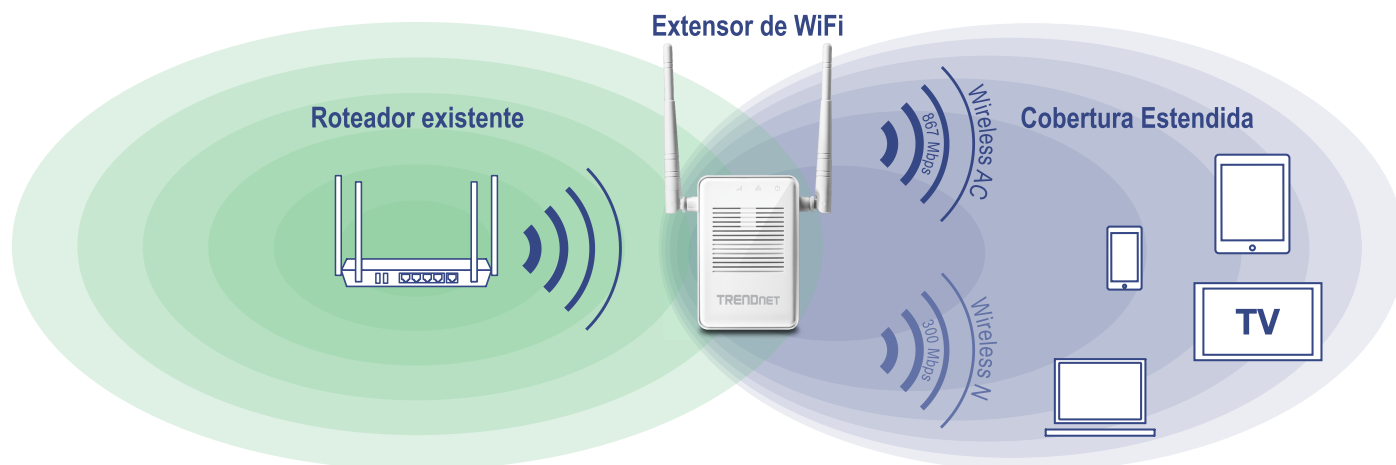 Extensor de WiFi
Roteador existente
Cobertura Estendida
867 Mbps
Wireless AC
TRENDNET
300 Mbps
Wireless N
TV